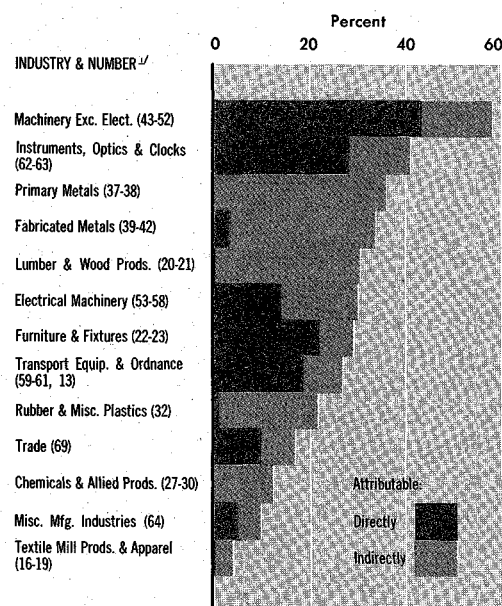 Percent
0 20 40 60
INDUSTRY & NUMBER 1/
Machinery Exc. Elect. (43-52)
Instruments, Optics & Clocks
(62-63)
Primary Metals (37-38)
Fabricated Metals (39-42)
Lumber & Wood Prods. (20-21)
Electrical Machinery (53-58)
Furniture & Fixtures (22-23)
Transport Equip. & Ordnance
(59-61, 13)
Rubber & Misc. Plastics (32)
Trade (69)
Chemicals & Allied Prods. (27-30)
Attributable:
Misc. Mfg. Industries (64)
Directly
Textile Mill Prods. & Apparel
(16-19)
Indirectly